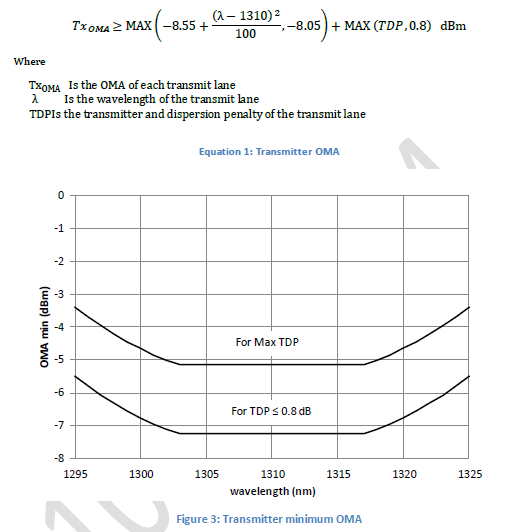 Tx_OMA ≥ MAX (−8.55 + (λ − 1310)² / 100, −8.05) + MAX (TDP, 0.8) dBm
Where
Tx_OMA Is the OMA of each transmit lane
λ Is the wavelength of the transmit lane
TDPIs the transmitter and dispersion penalty of the transmit lane
Equation 1: Transmitter OMA
0
-1
-2
-3
-4
-5
-6
-7
-8
OMA min (dBm)
For Max TDP
For TDP ≤ 0.8 dB
1295 1300 1305 1310 1315 1320 1325
wavelength (nm)
Figure 3: Transmitter minimum OMA